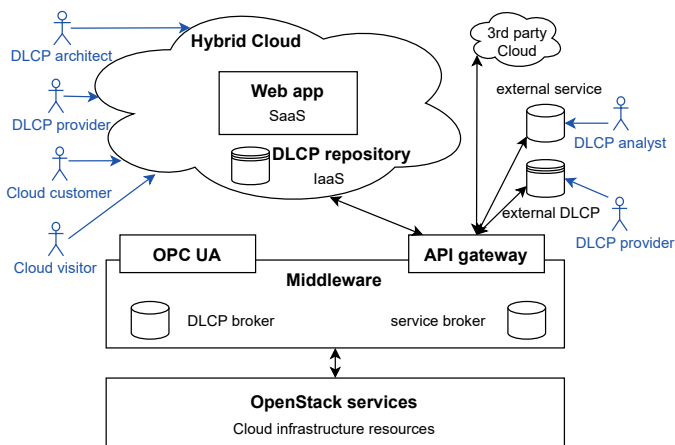 Hybrid Cloud
3rd party
Cloud
DLCP architect
Web app
SaaS
external service
DLCP provider
DLCP analyst
DLCP repository
IaaS
Cloud customer
external DLCP
DLCP provider
Cloud visitor
OPC UA
API gateway
Middleware
DLCP broker
service broker
OpenStack services
Cloud infrastructure resources